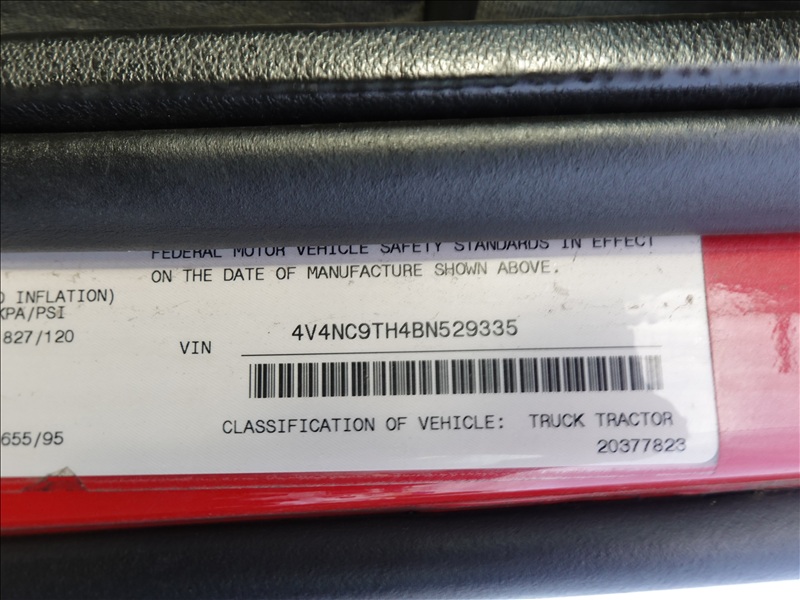 FEDERAL MOTOR VEHICLE SAFETY STANDARDS IN EFFECT
ON THE DATE OF MANUFACTURE SHOWN ABOVE.
INFLATION)
KPA/PSI
827/120
VIN 4V4NC9TH4BN529335
CLASSIFICATION OF VEHICLE: TRUCK TRACTOR
655/95
20377823